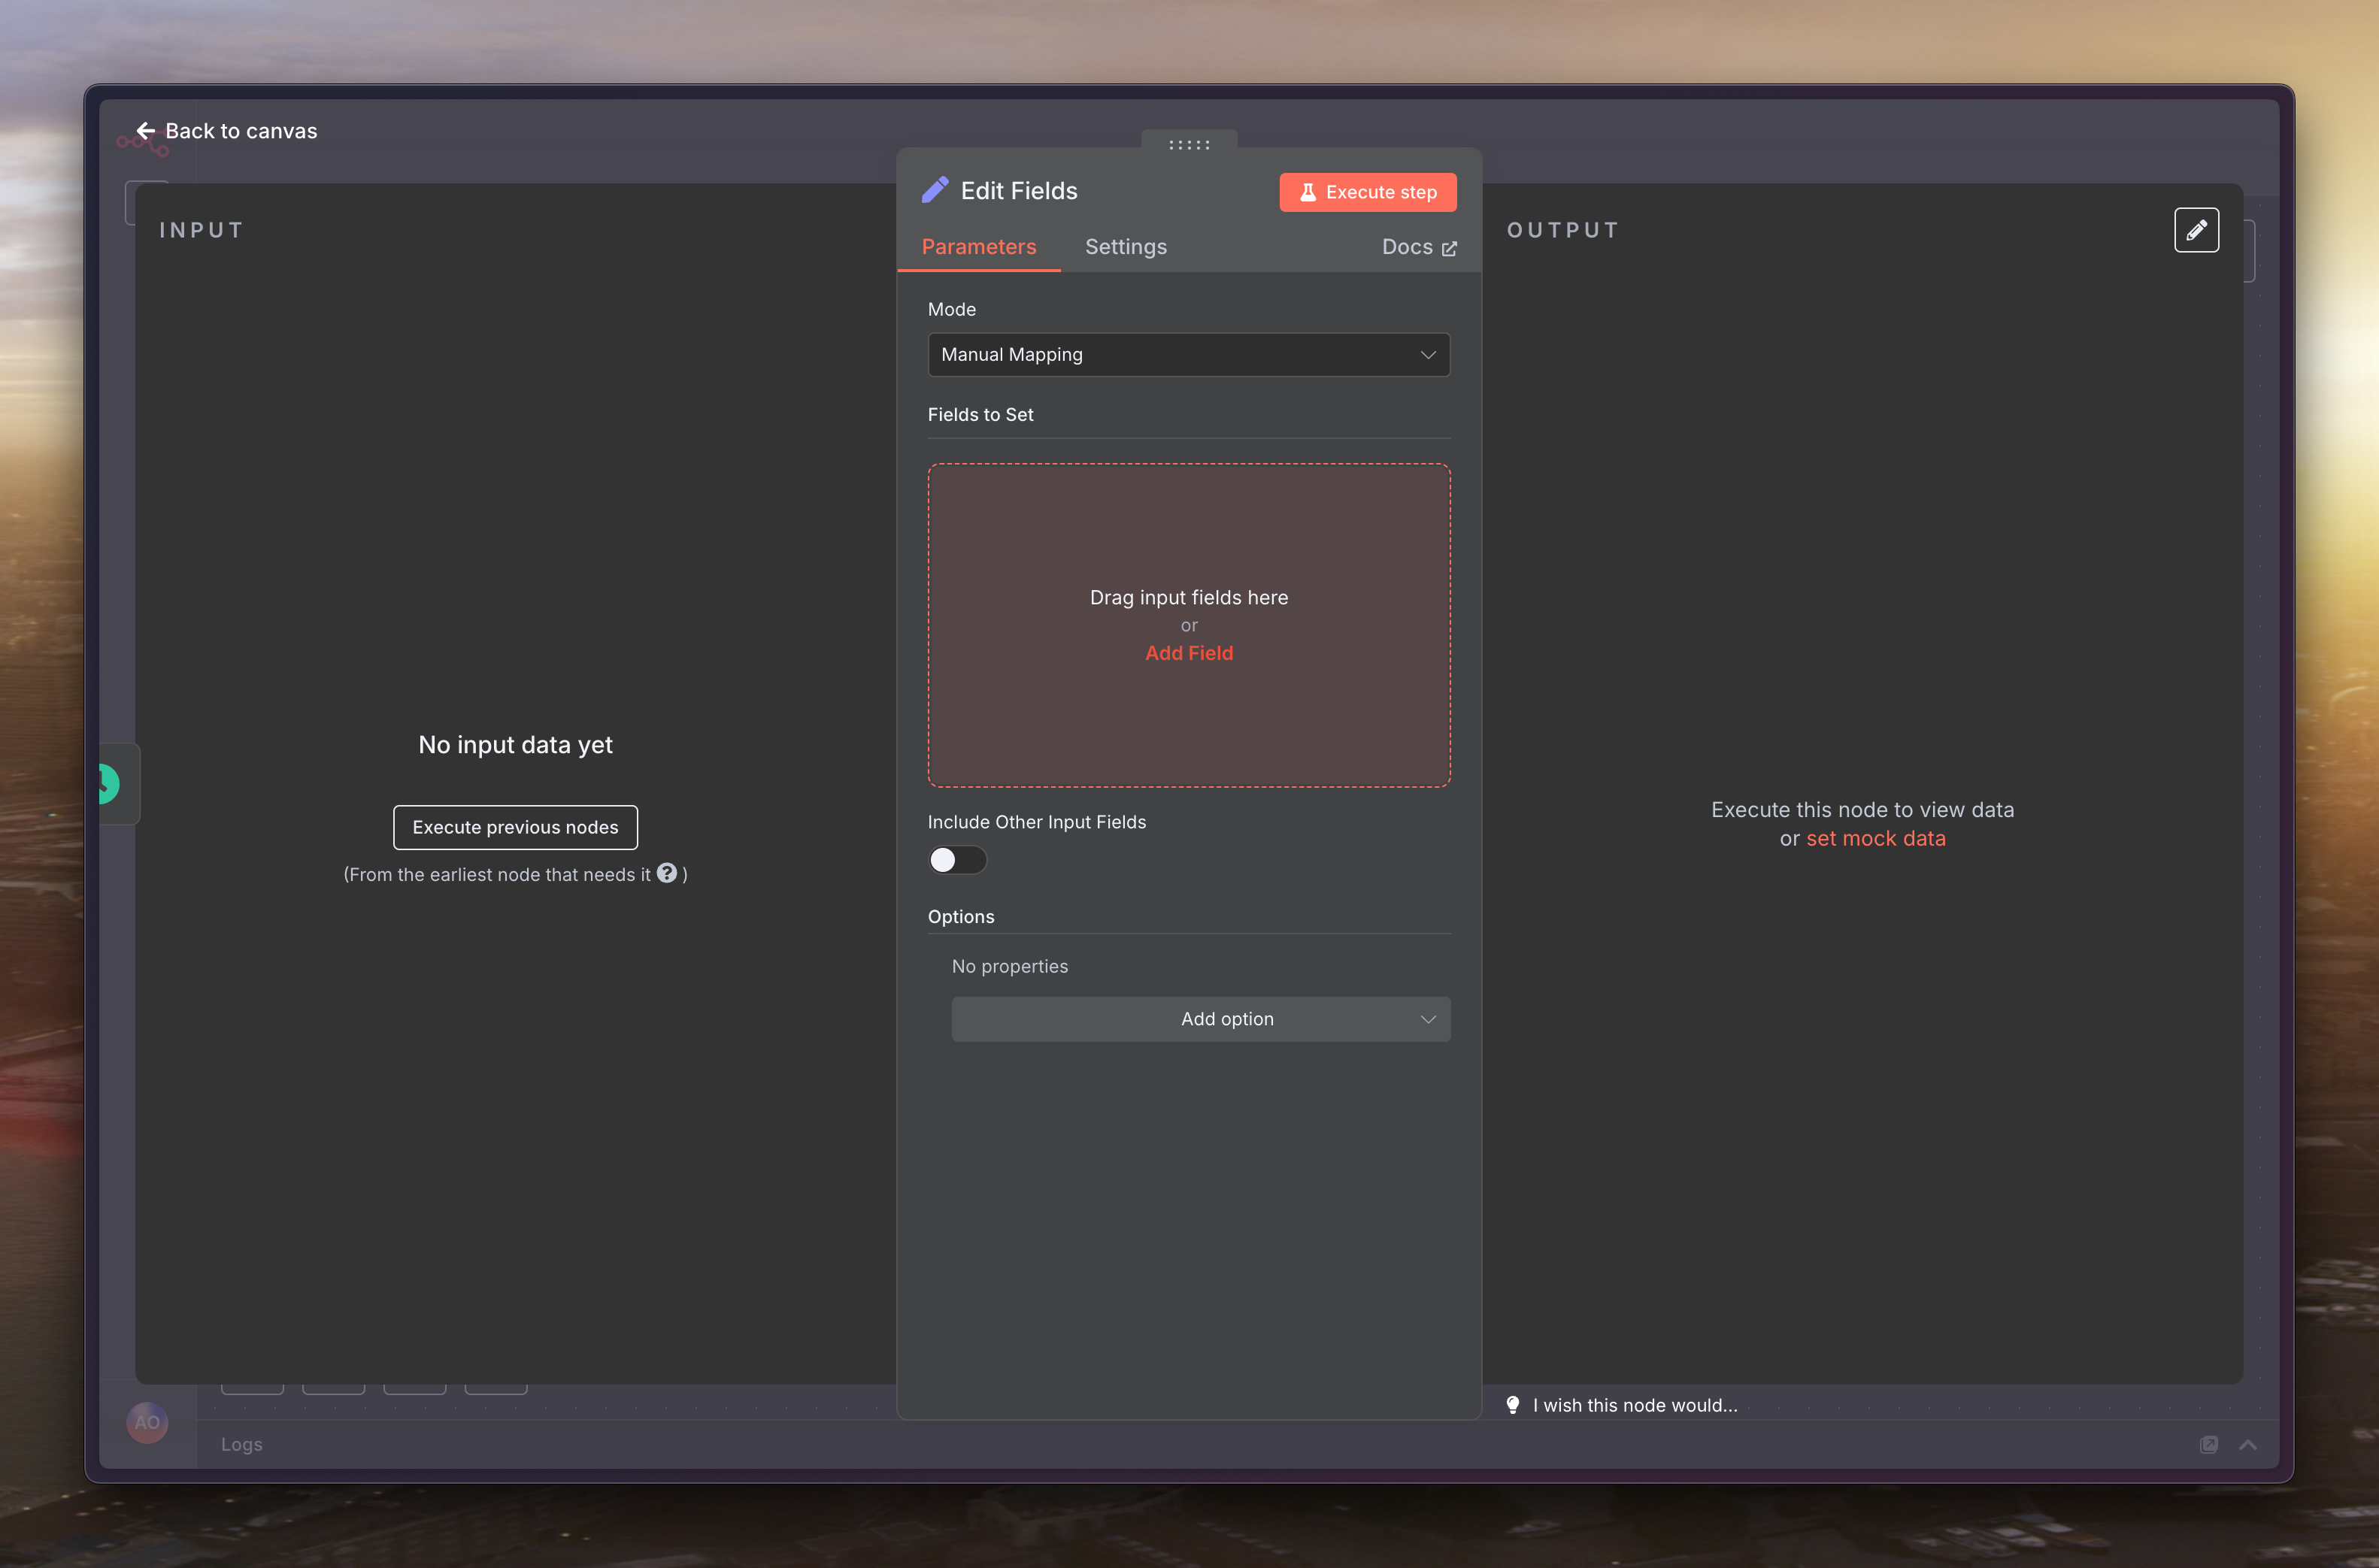 Back to canvas
INPUT
No input data yet
Execute previous nodes
(From the earliest node that needs it ? )
Edit Fields
Execute step
Parameters
Settings
Docs
Mode
Manual Mapping
Fields to Set
Drag input fields here
or
Add Field
Include Other Input Fields
Options
No properties
Add option
OUTPUT
Execute this node to view data
or set mock data
I wish this node would...
AO
Logs